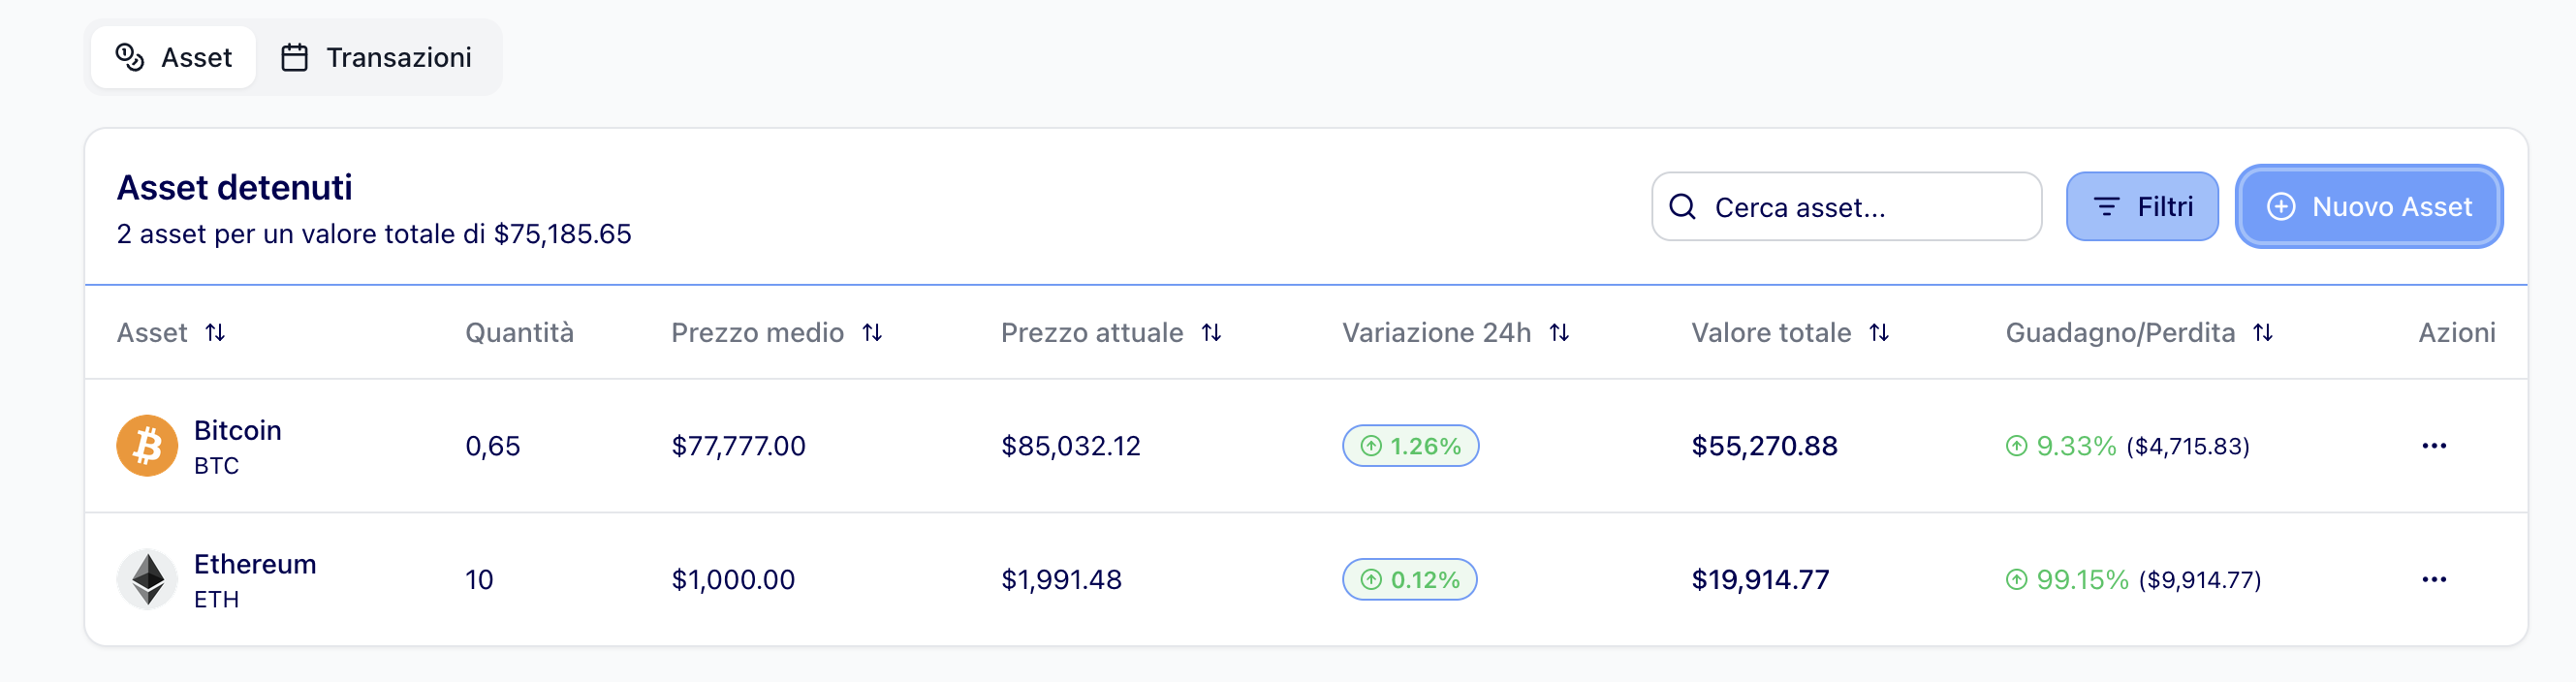 Asset Transazioni
Asset detenuti
2 asset per un valore totale di $75,185.65
Cerca asset...
Filtri
Nuovo Asset
Asset Quantità Prezzo medio Prezzo attuale Variazione 24h Valore totale Guadagno/Perdita Azioni
Bitcoin
BTC
0,65 $77,777.00 $85,032.12 1.26% $55,270.88 9.33% ($4,715.83)
Ethereum
ETH
10 $1,000.00 $1,991.48 0.12% $19,914.77 99.15% ($9,914.77)